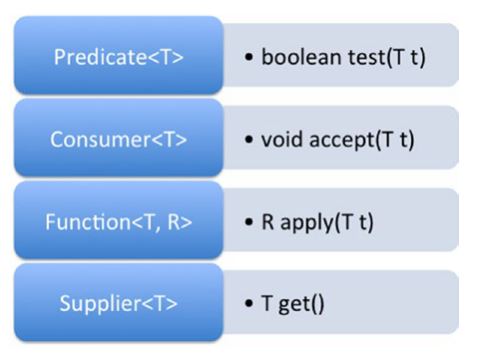 Predicate<T>
• boolean test(T t)
Consumer<T>
• void accept(T t)
Function<T, R>
• R apply(T t)
Supplier<T>
• T get()